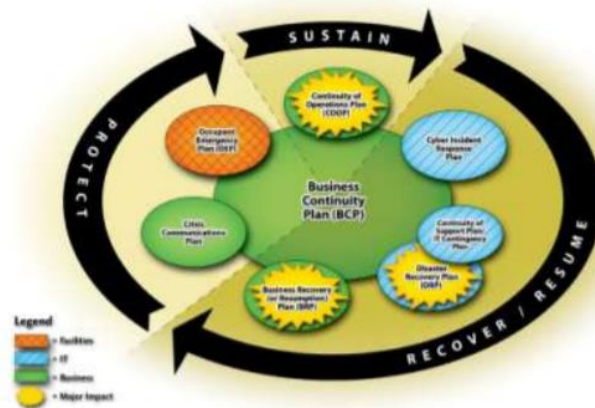 SUSTAIN
PROTECT
RECOVER / RESUME
Continuity of
Operations Plan
(COOP)
Occupant
Emergency
Plan (OEP)
Cyber Incident
Response
Plan
Business
Continuity
Plan (BCP)
Crisis
Communications
Plan
Continuity of
Support Plan/
IT Contingency
Plan
Disaster
Recovery Plan
(DRP)
Business Recovery
(or Resumption)
Plan (BRP)
Legend
= Facilities
= IT
= Business
= Major Impact